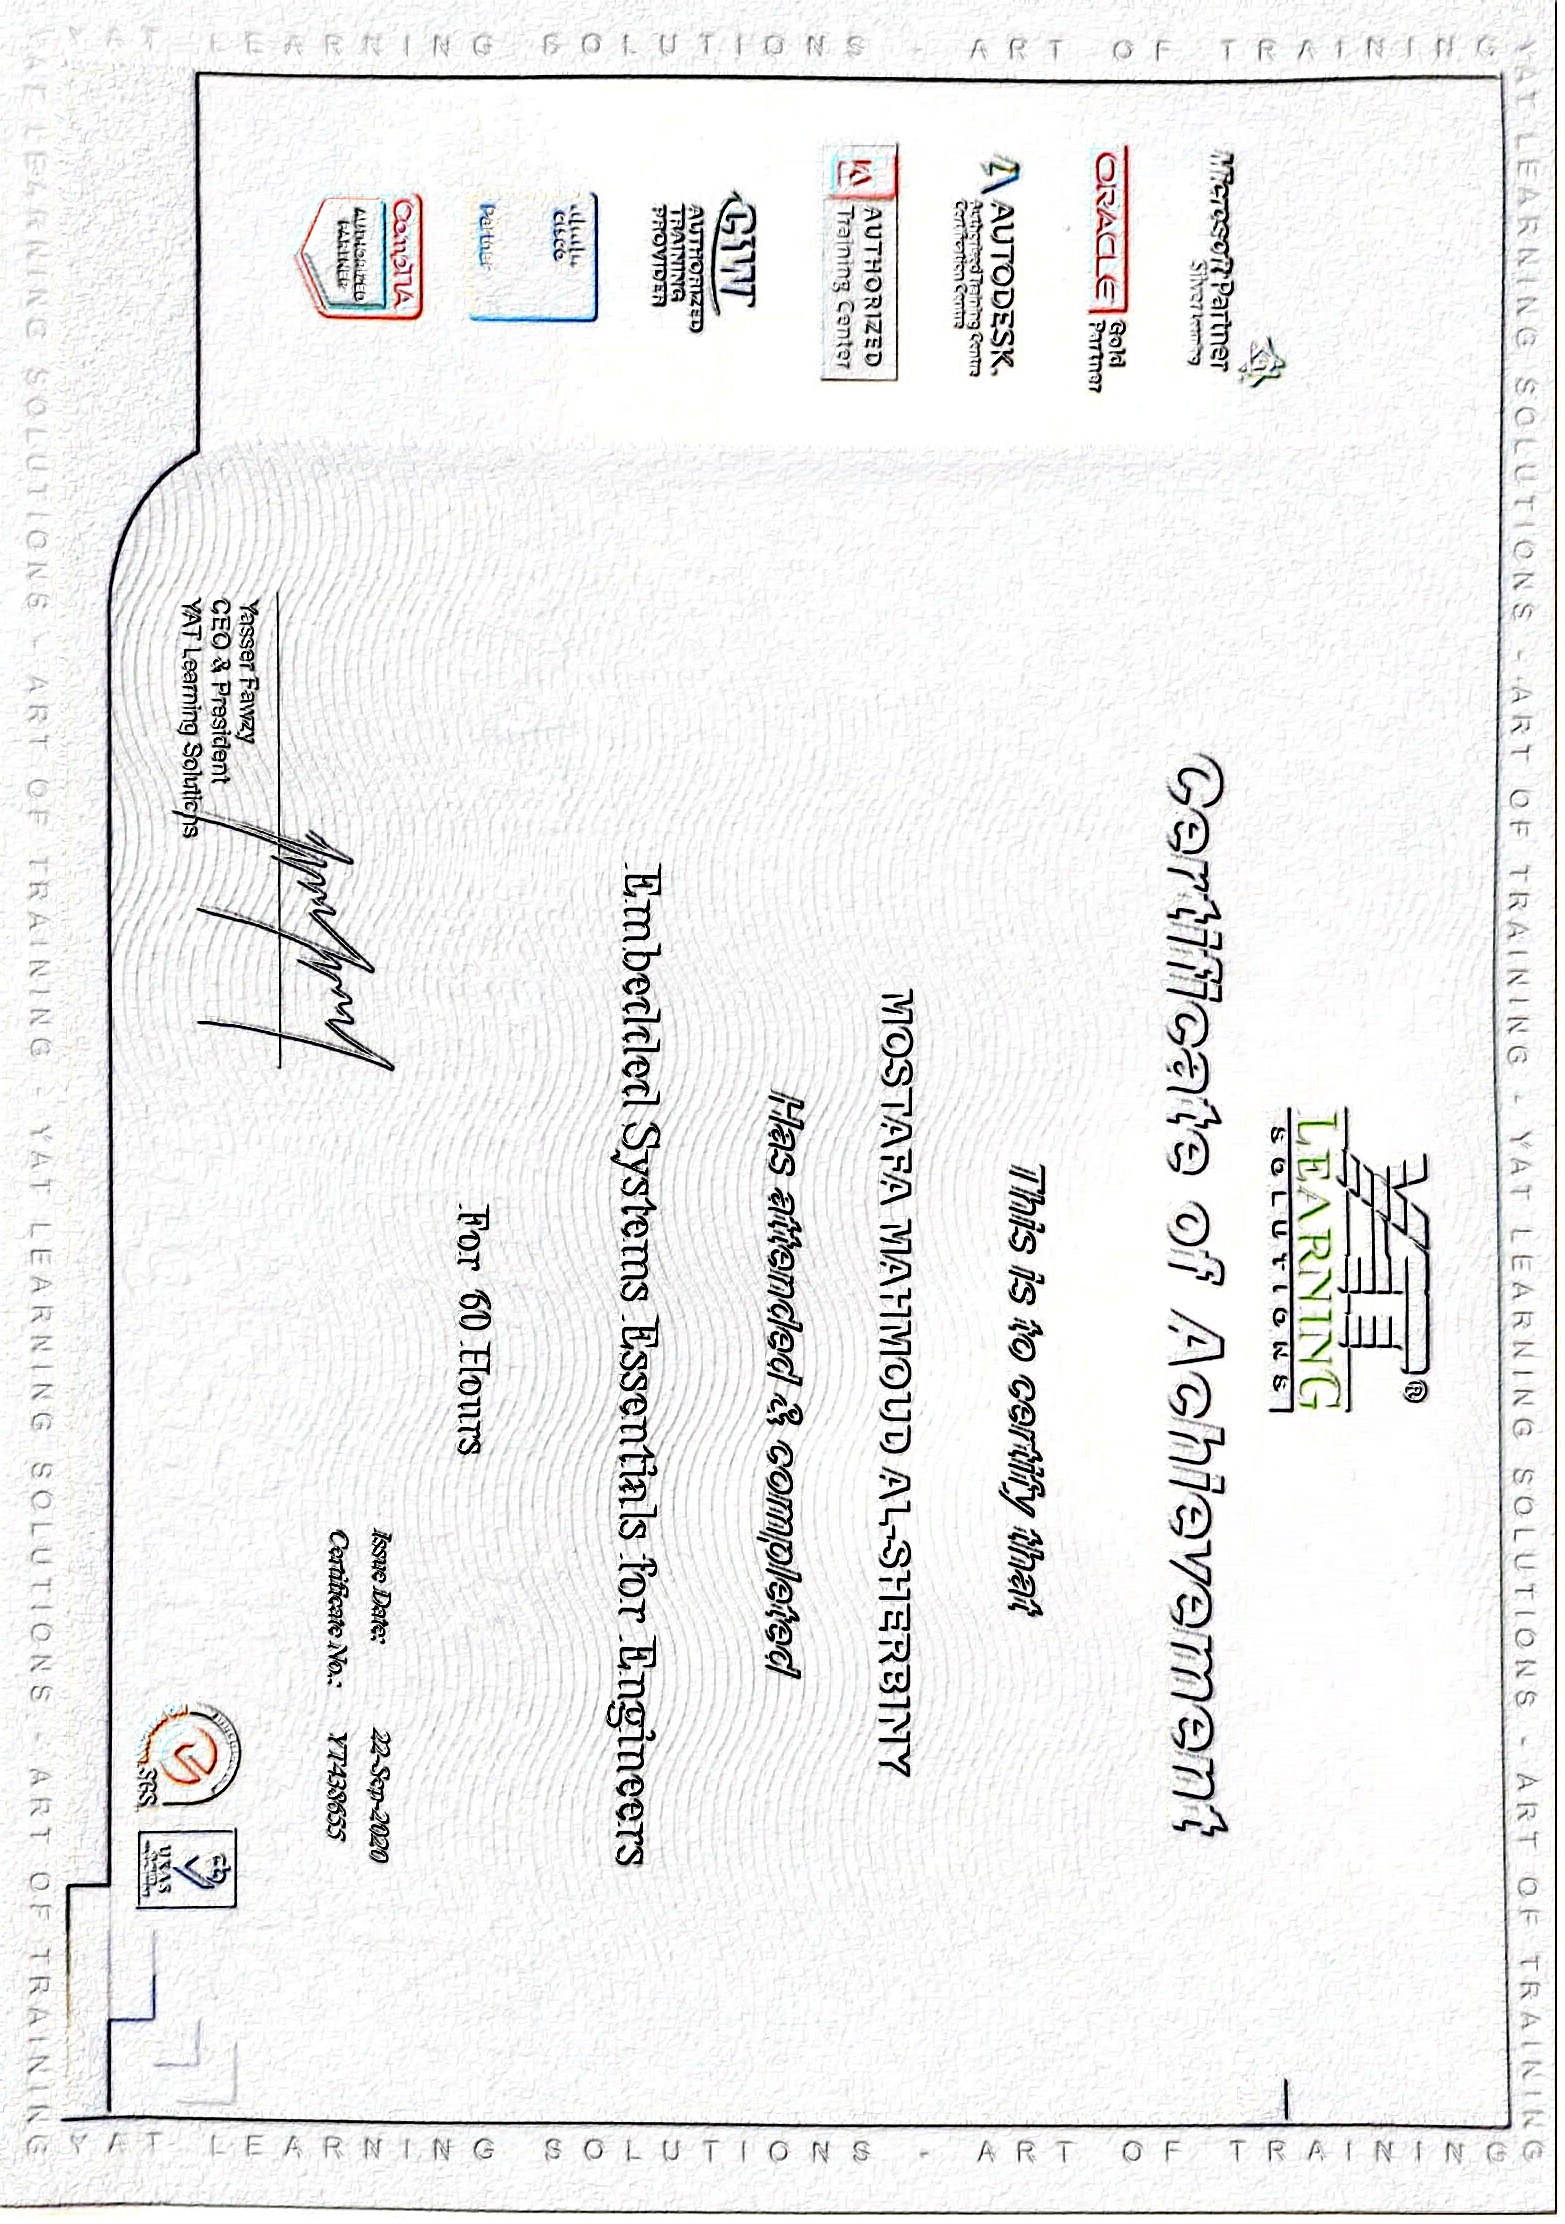 YAT LEARNING SOLUTIONS - ART OF TRAINING
YAT LEARNING SOLUTIONS - ART OF TRAINING - YAT LEARNING SOLUTIONS - ART OF TRAINING
YAT
LEARNING
SOLUTIONS
®
Microsoft Partner
Silver Learning
ORACLE Gold
Partner
AUTODESK.
Authorized Training Centre
Certification Centre
AUTHORIZED
Training Center
CIW
AUTHORIZED
TRAINING
PROVIDER
CISCO
Partner
CompTIA
AUTHORIZED
PARTNER
Certificate of Achievement
This is to certify that
MOSTAFA MAHMOUD AL-SHERBINY
Has attended & completed
Embedded Systems Essentials for Engineers
For 60 Hours
Issue Date: 22-Sep-2020
Certificate No.: YT438655
Yasser Fawzy
CEO & President
YAT Learning Solutions
SGS
UKAS
YAT LEARNING SOLUTIONS - ART OF TRAINING - YAT LEARNING SOLUTIONS - ART OF TRAINING
YAT LEARNING SOLUTIONS - ART OF TRAINING